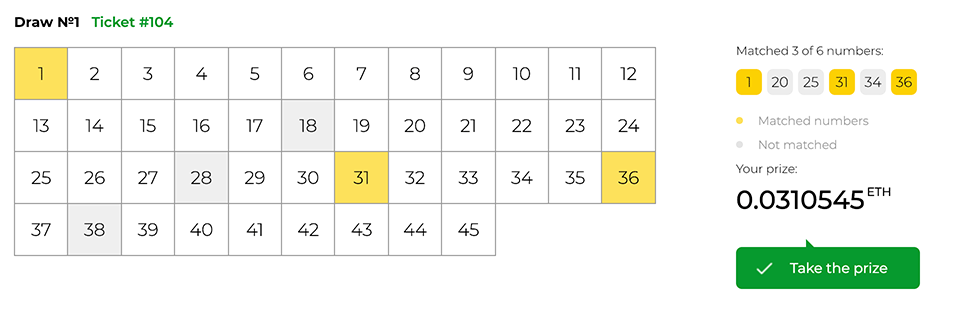 Draw №1 Ticket #104
1 2 3 4 5 6 7 8 9 10 11 12
13 14 15 16 17 18 19 20 21 22 23 24
25 26 27 28 29 30 31 32 33 34 35 36
37 38 39 40 41 42 43 44 45
Matched 3 of 6 numbers:
1 20 25 31 34 36
Matched numbers
Not matched
Your prize:
0.0310545 ETH
Take the prize